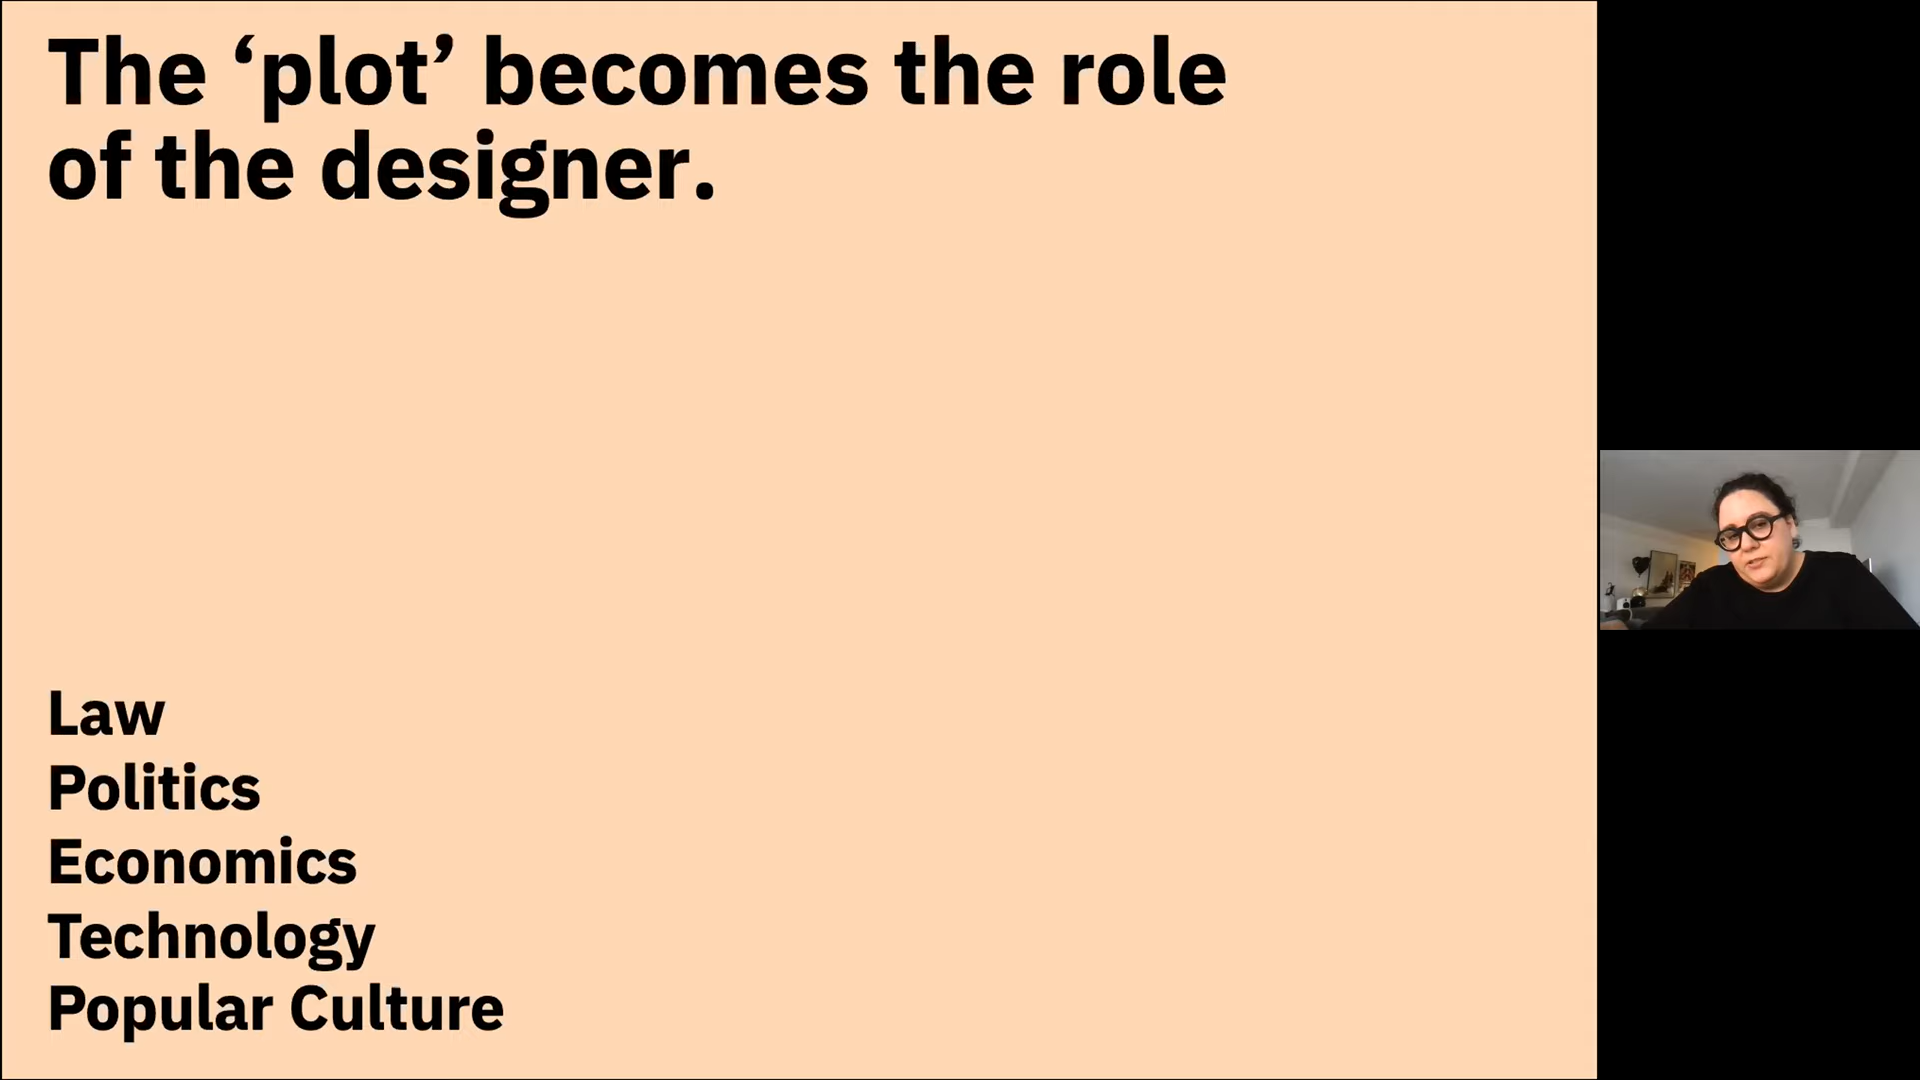 The ‘plot’ becomes the role
of the designer.
Law
Politics
Economics
Technology
Popular Culture